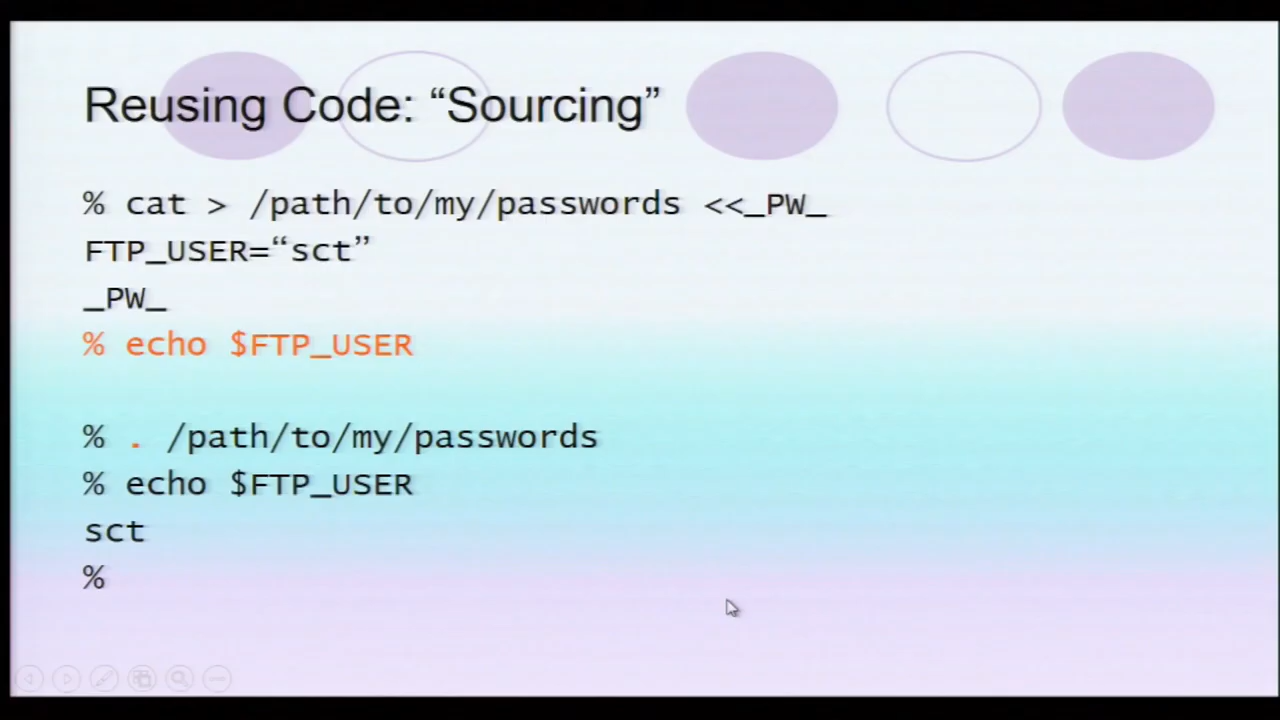 Reusing Code: “Sourcing”
% cat > /path/to/my/passwords <<_PW_
FTP_USER=“sct”
_PW_
% echo $FTP_USER
% . /path/to/my/passwords
% echo $FTP_USER
sct
%